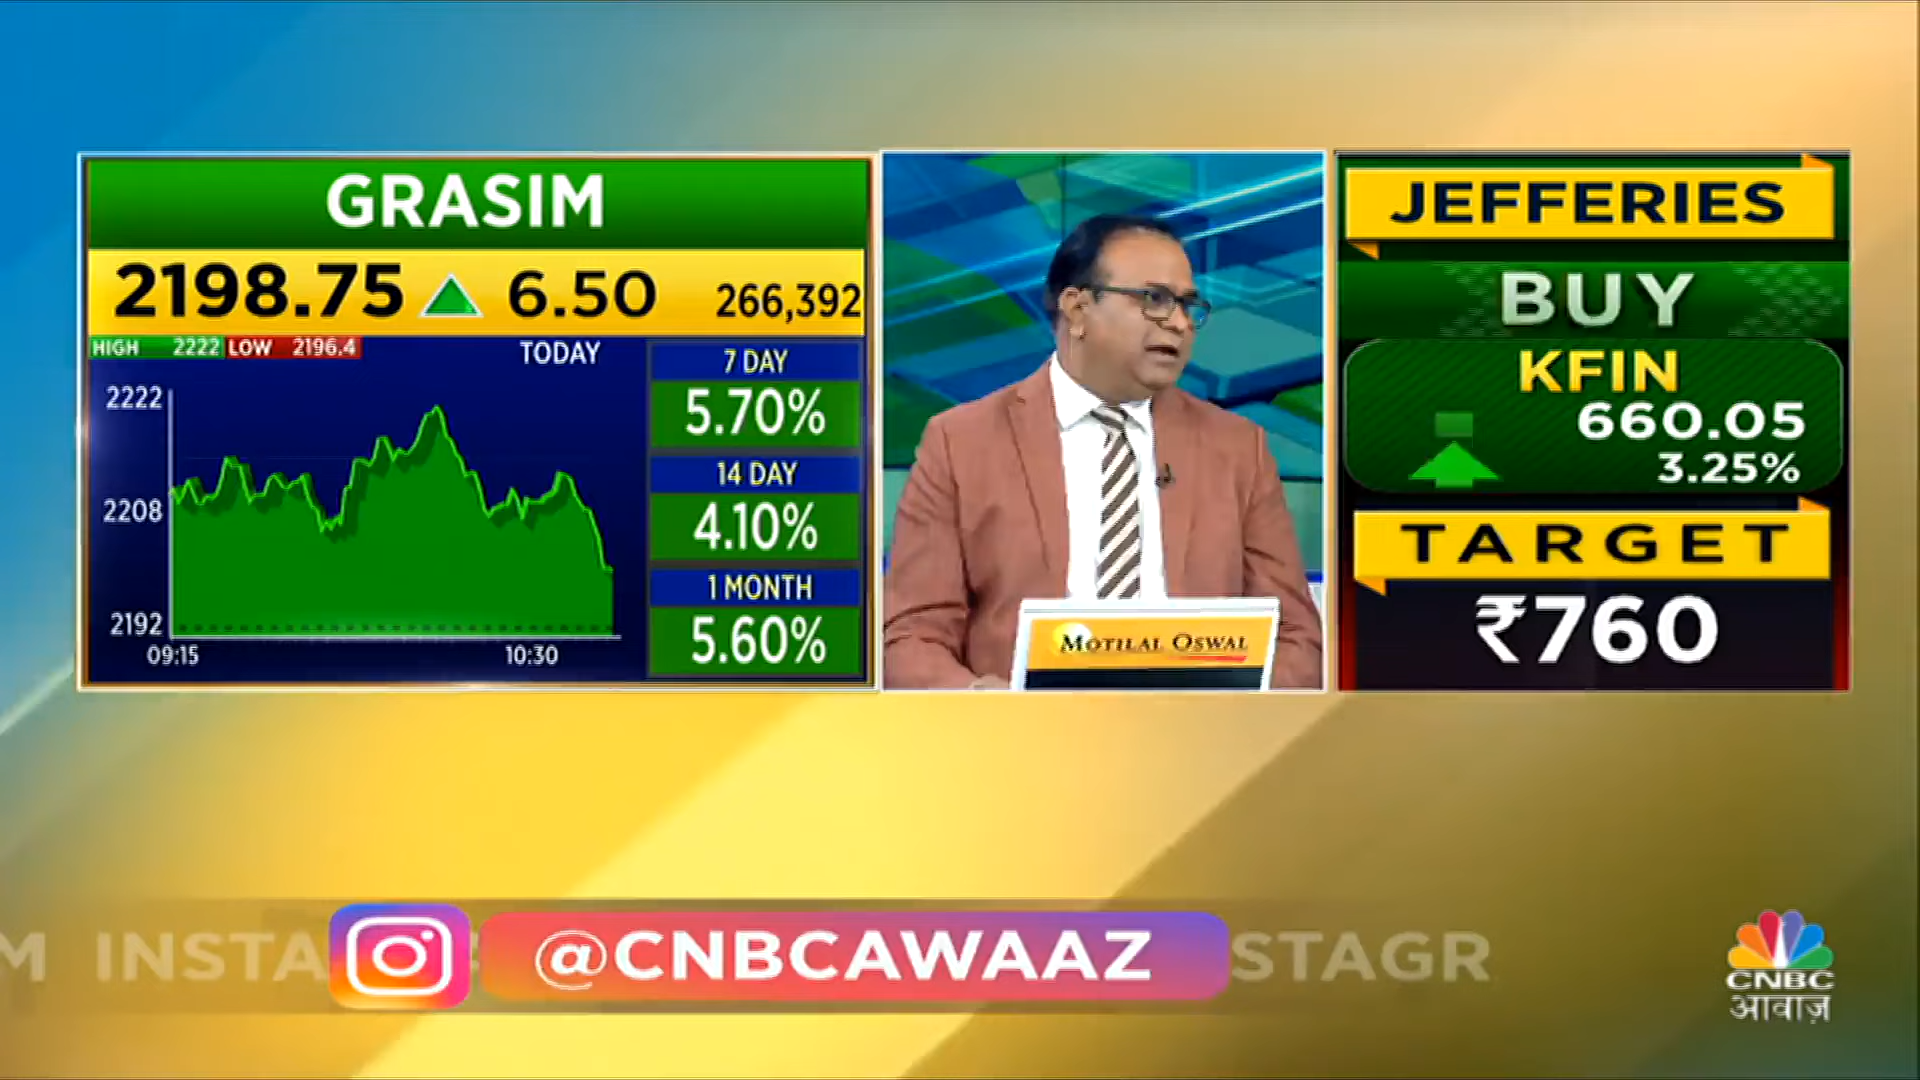 GRASIM
2198.75 6.50 266,392
HIGH 2222 LOW 2196.4
TODAY
2222
2208
2192
09:15 10:30
7 DAY
5.70%
14 DAY
4.10%
1 MONTH
5.60%
MOTILAL OSWAL
JEFFERIES
BUY
KFIN
660.05
3.25%
TARGET
₹760
M INSTA
@CNBCAWAAZ
STAGR
CNBC
आवाज़